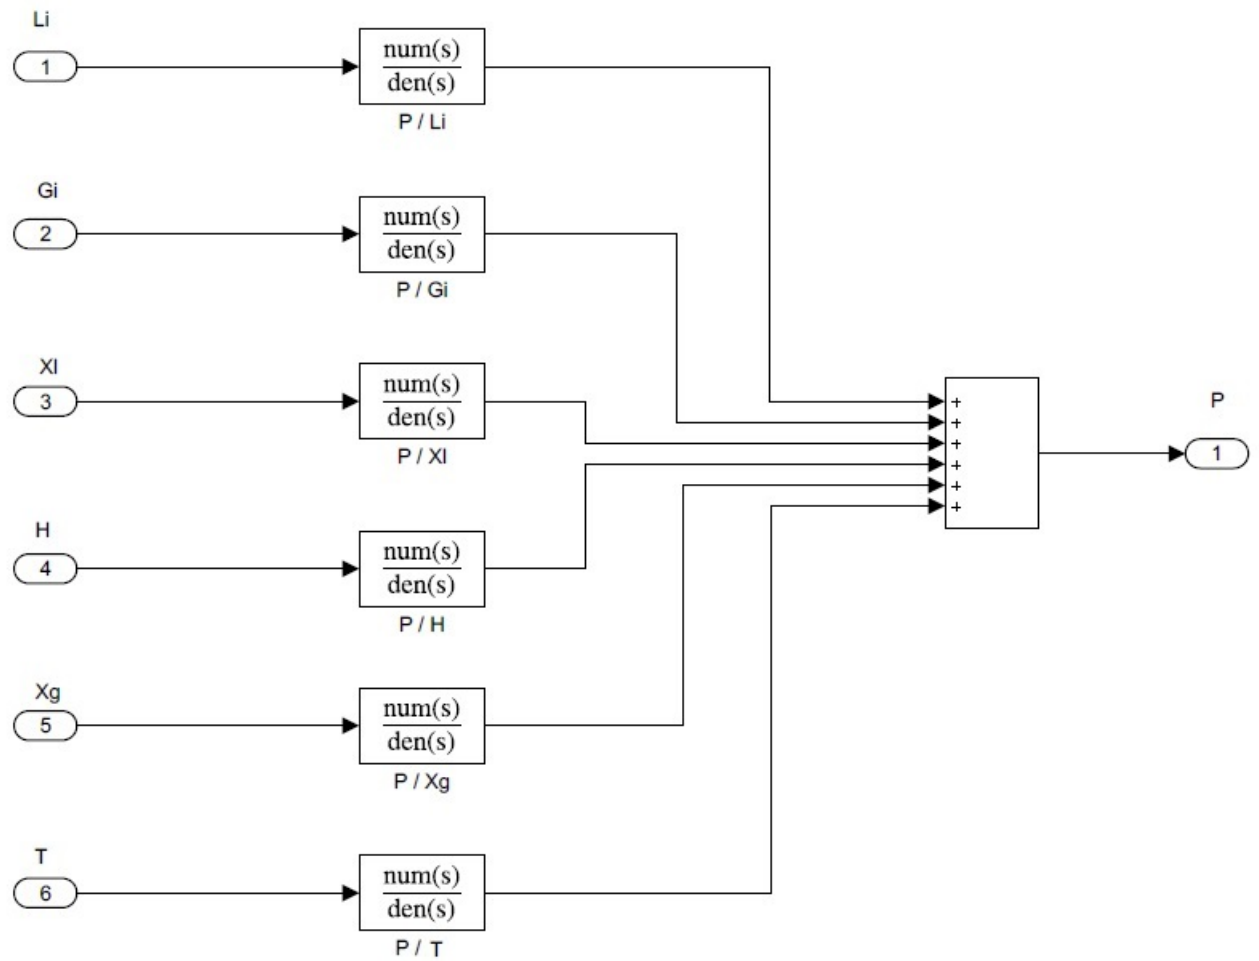 Li
1
num(s)
den(s)
P / Li
Gi
2
num(s)
den(s)
P / Gi
Xl
3
num(s)
den(s)
P / Xl
+
+
+
+
+
+
P
1
H
4
num(s)
den(s)
P / H
Xg
5
num(s)
den(s)
P / Xg
T
6
num(s)
den(s)
P / T